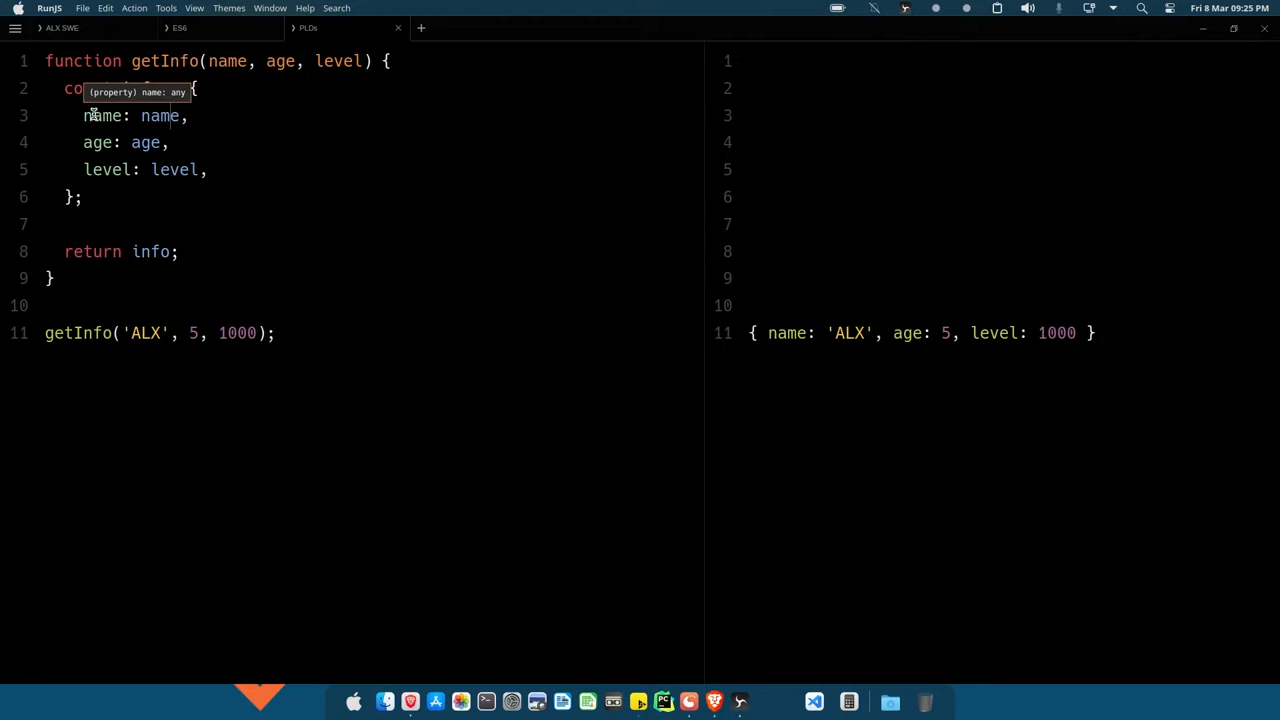 RunJS File Edit Action Tools View Themes Window Help Search Fri 8 Mar 09:25 PM
ALX SWE ES6 PLDs × +
1 function getInfo(name, age, level) {
2 co {
(property) name: any
3 name: name,
4 age: age,
5 level: level,
6 };
7
8 return info;
9 }
10
11 getInfo('ALX', 5, 1000);
1
2
3
4
5
6
7
8
9
10
11 { name: 'ALX', age: 5, level: 1000 }
PC